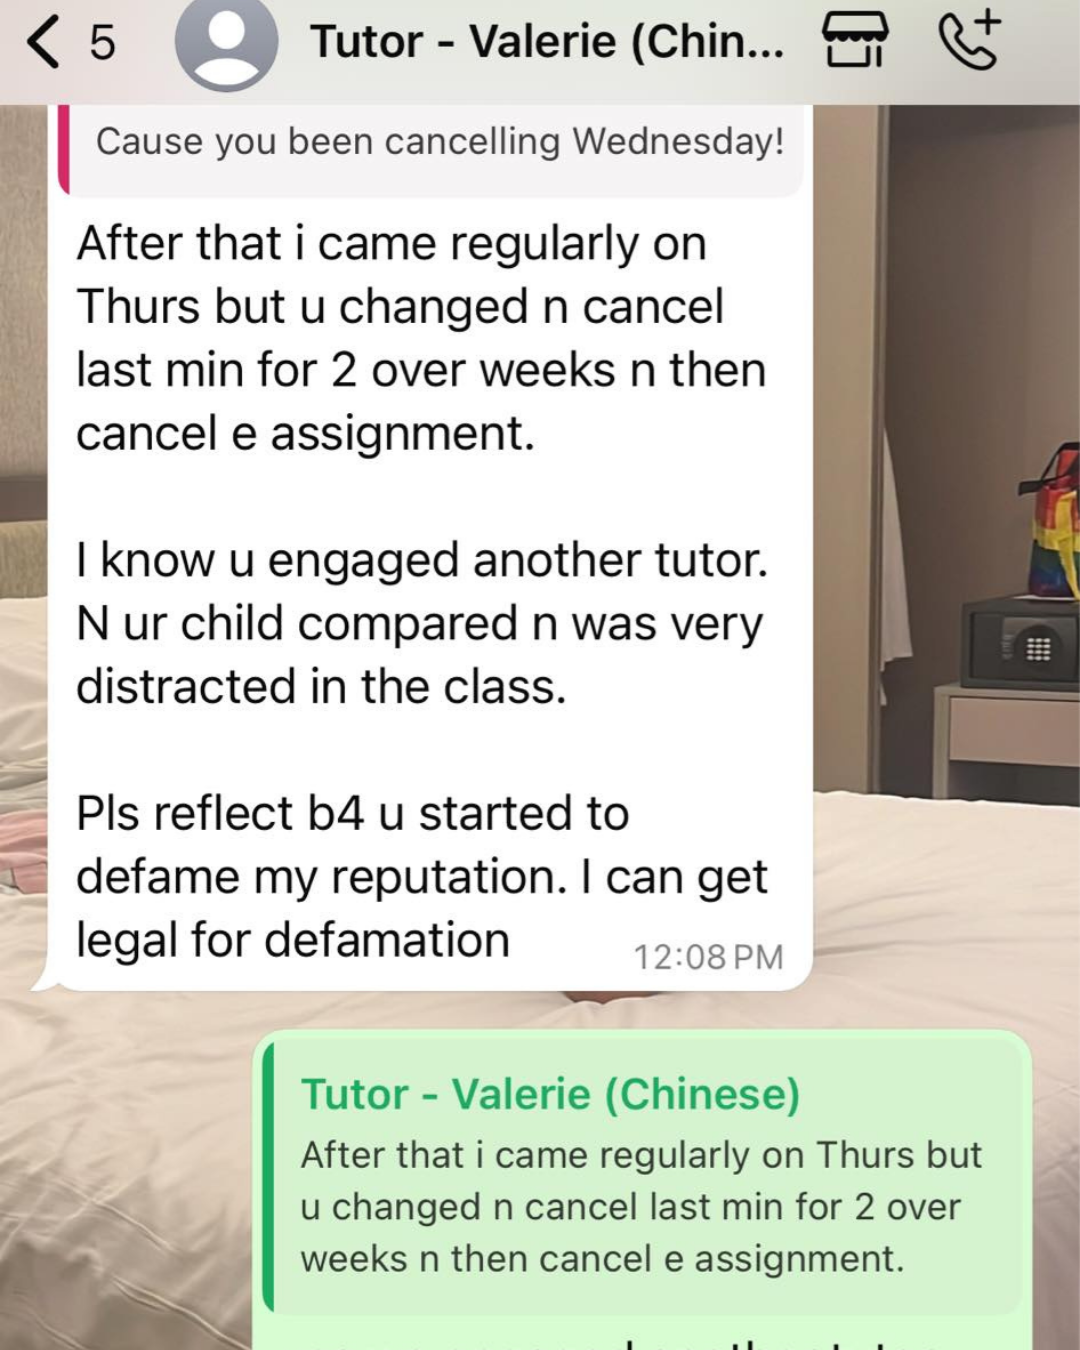 5
Tutor - Valerie (Chin...
Cause you been cancelling Wednesday!
After that i came regularly on
Thurs but u changed n cancel
last min for 2 over weeks n then
cancel e assignment.
I know u engaged another tutor.
N ur child compared n was very
distracted in the class.
Pls reflect b4 u started to
defame my reputation. I can get
legal for defamation
12:08 PM
Tutor - Valerie (Chinese)
After that i came regularly on Thurs but
u changed n cancel last min for 2 over
weeks n then cancel e assignment.